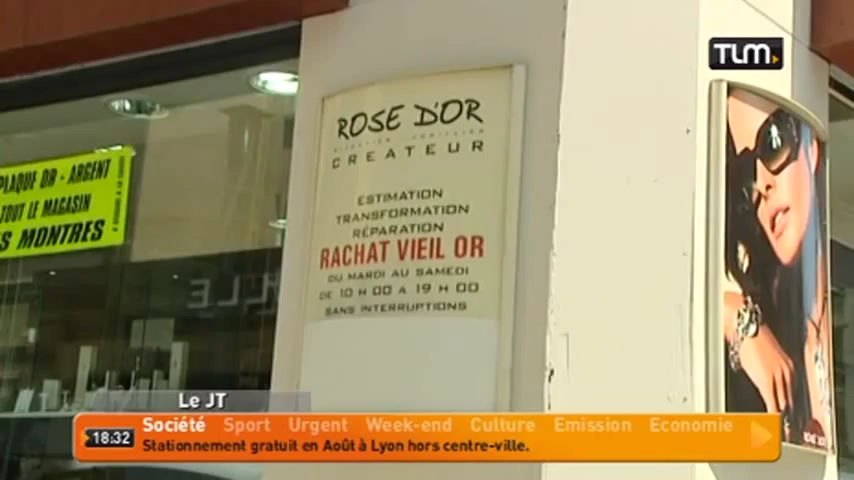 TLM
PLAQUE OR - ARGENT
TOUT LE MAGASIN
S MONTRES
ROSE D'OR
CREATEUR
ESTIMATION
TRANSFORMATION
RÉPARATION
RACHAT VIEIL OR
DU MARDI AU SAMEDI
DE 10 H 00 A 19 H 00
SANS INTERRUPTIONS
ROSE D'OR
Le JT
Société Sport Urgent Week-end Culture Emission Economie
18:32
Stationnement gratuit en Août à Lyon hors centre-ville.